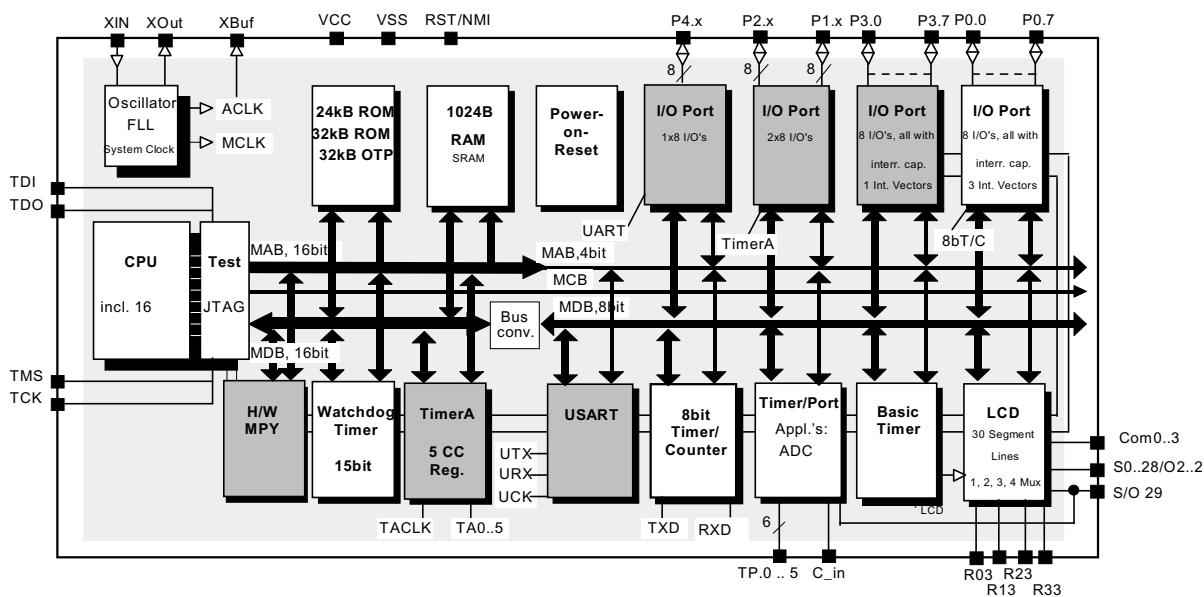 XIN XOut XBuf VCC VSS RST/NMI P4.x P2.x P1.x P3.0 P3.7 P0.0 P0.7
8 8 8
Oscillator
FLL
System Clock
ACLK
MCLK
24kB ROM
32kB ROM
32kB OTP
1024B
RAM
SRAM
Power-
on-
Reset
I/O Port
1x8 I/O's
I/O Port
2x8 I/O's
I/O Port
8 I/O's, all with
interr. cap.
1 Int. Vectors
I/O Port
8 I/O's, all with
interr. cap.
3 Int. Vectors
TDI
TDO
UART
TimerA
8bT/C
CPU
incl. 16
Test
JTAG
MAB, 16bit
MAB,4bit
MCB
MDB, 16bit
Bus
conv.
MDB,8bit
TMS
TCK
H/W
MPY
Watchdog
Timer
15bit
TimerA
5 CC
Reg.
USART
UTX
URX
UCK
8bit
Timer/
Counter
Timer/Port
Appl.'s:
ADC
Basic
Timer
LCD
30 Segment
Lines
1, 2, 3, 4 Mux
Com0..3
S0..28/O2..2
S/O 29
LCD
TACLK
TA0..5
TXD
RXD
6
TP.0 .. 5
C_in
R03
R13
R23
R33